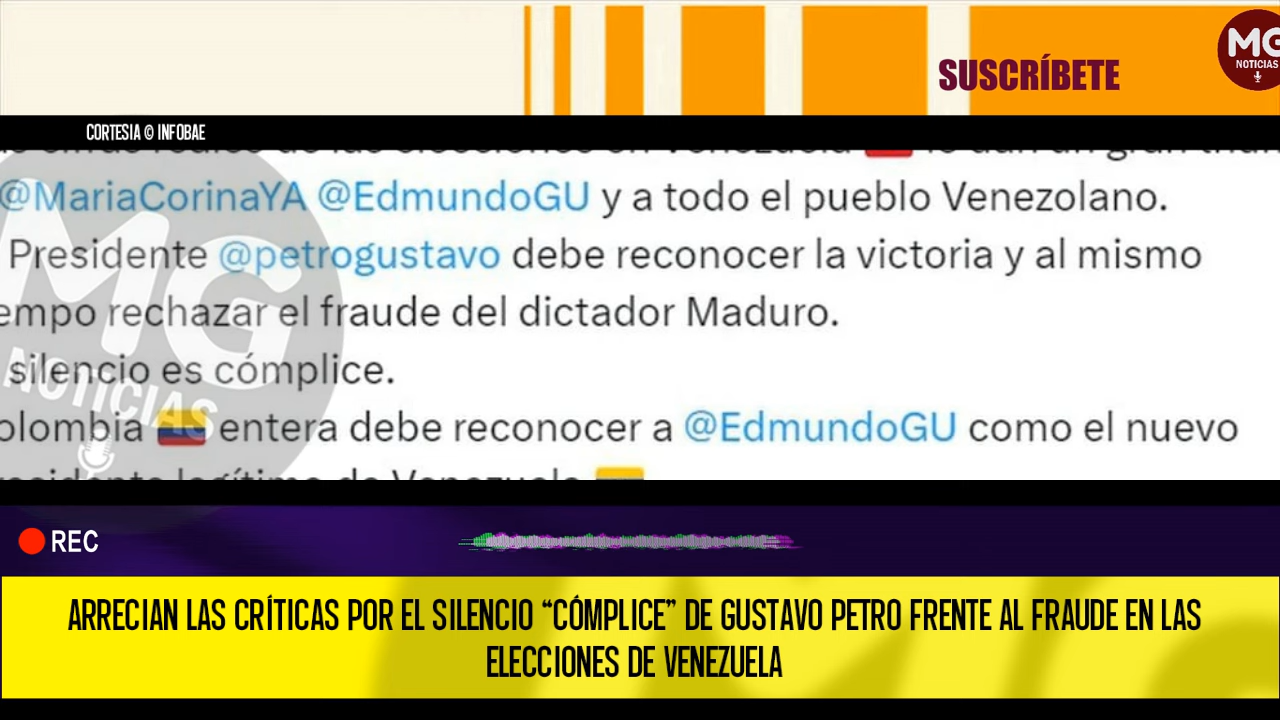 MG
NOTICIAS
SUSCRÍBETE
CORTESIA © INFOBAE
@MariaCorinaYA @EdmundoGU y a todo el pueblo Venezolano.
Presidente @petrogustavo debe reconocer la victoria y al mismo
empo rechazar el fraude del dictador Maduro.
silencio es cómplice.
olombia entera debe reconocer a @EdmundoGU como el nuevo
MG
NOTICIAS
REC
ARRECIAN LAS CRÍTICAS POR EL SILENCIO “CÓMPLICE” DE GUSTAVO PETRO FRENTE AL FRAUDE EN LAS
ELECCIONES DE VENEZUELA